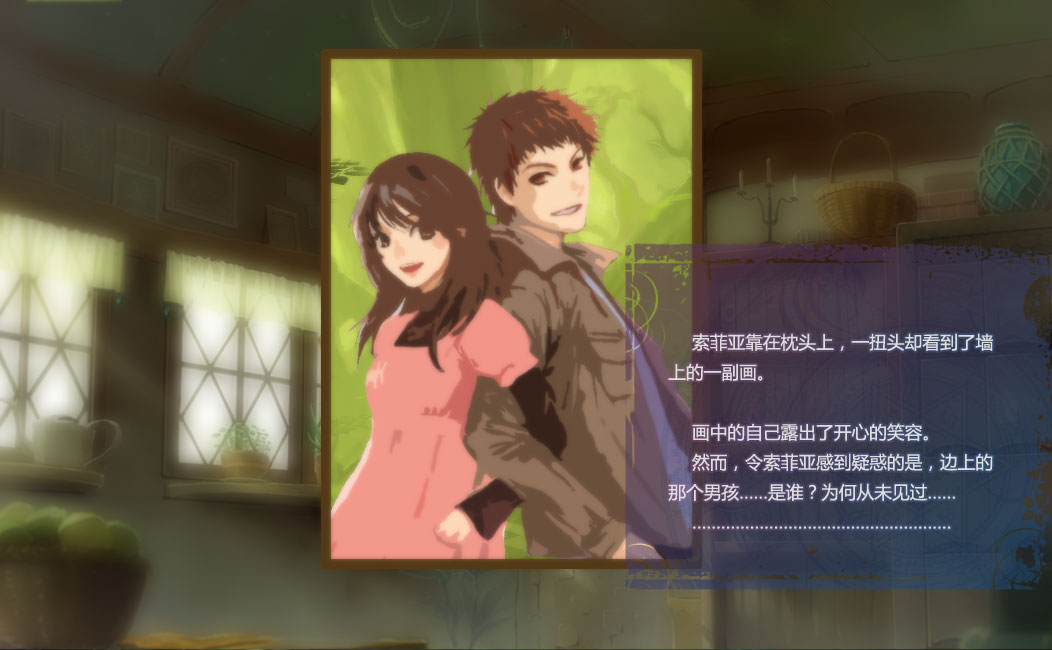 索菲亚靠在枕头上，一扭头却看到了墙
上的一副画。
画中的自己露出了开心的笑容。
然而，令索菲亚感到疑惑的是，边上的
那个男孩……是谁？为何从未见过……
……………………………………………